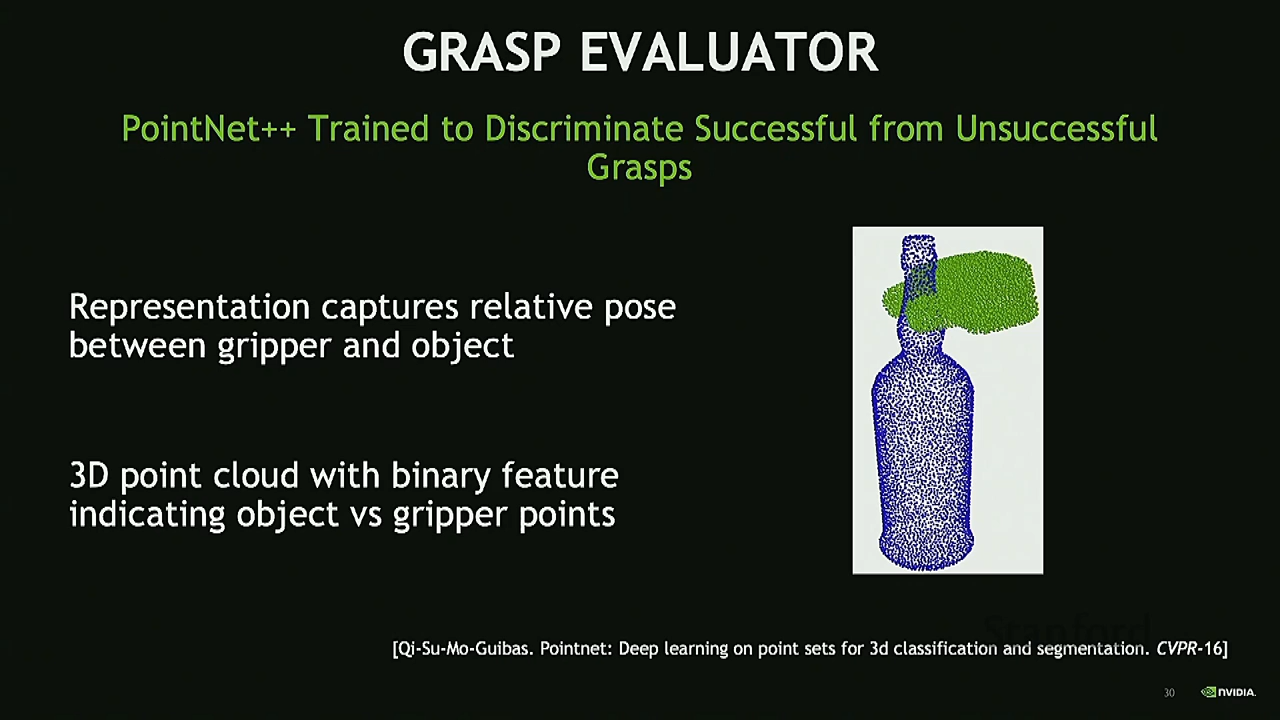 GRASP EVALUATOR
PointNet++ Trained to Discriminate Successful from Unsuccessful
Grasps
Representation captures relative pose
between gripper and object
3D point cloud with binary feature
indicating object vs gripper points
Stanford
[Qi-Su-Mo-Guibas. Pointnet: Deep learning on point sets for 3d classification and segmentation. CVPR-16]
30
NVIDIA.